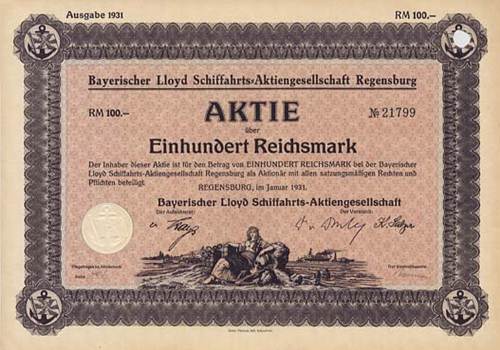 Ausgabe 1931
RM 100.–
Bayerischer Lloyd Schiffahrts-Aktiengesellschaft Regensburg
RM 100.–
AKTIE
№ 21799
über
Einhundert Reichsmark
Der Inhaber dieser Aktie ist für den Betrag von EINHUNDERT REICHSMARK bei der Bayerischer
Lloyd Schiffahrts-Aktiengesellschaft Regensburg als Aktionär mit allen satzungsmäßigen Rechten und
Pflichten beteiligt.
REGENSBURG, im Januar 1931.
Bayerischer Lloyd Schiffahrts-Aktiengesellschaft
Der Aufsichtsrat:
Der Vorstand: